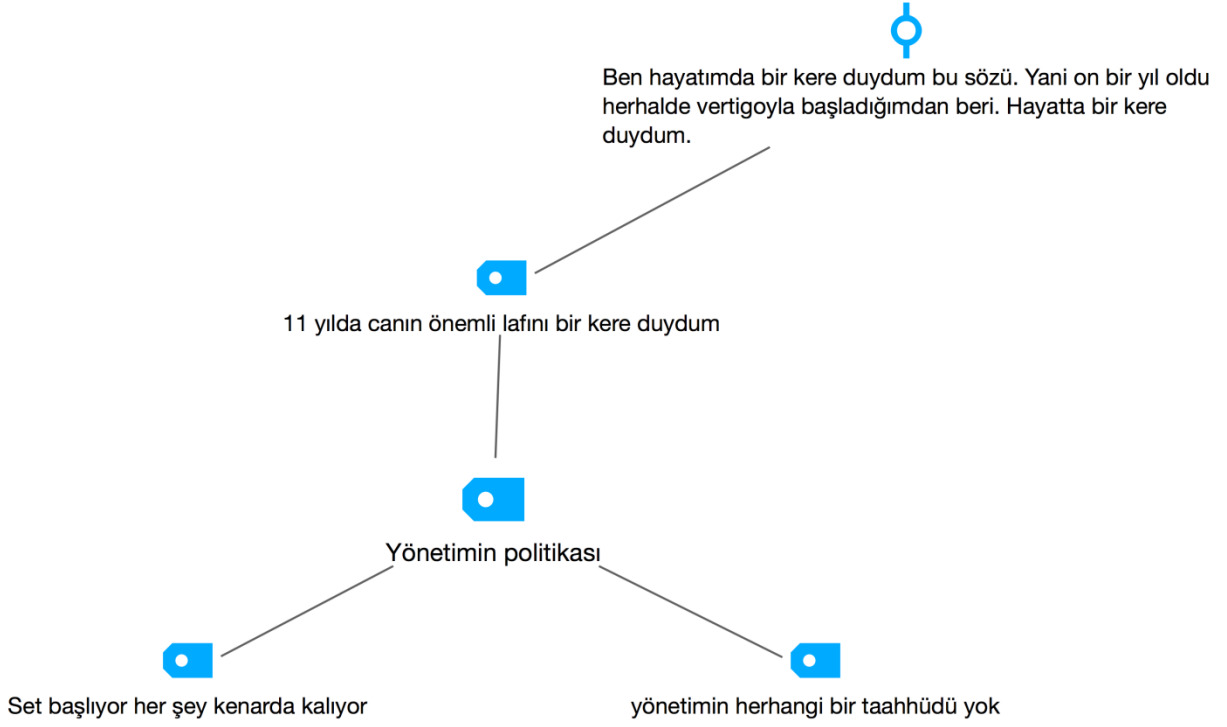 Ben hayatımda bir kere duydum bu sözü. Yani on bir yıl oldu
herhalde vertigoyla başladığımdan beri. Hayatta bir kere
duydum.
11 yılda canın önemli lafını bir kere duydum
Yönetimin politikası
Set başlıyor her şey kenarda kalıyor
yönetimin herhangi bir taahhüdü yok